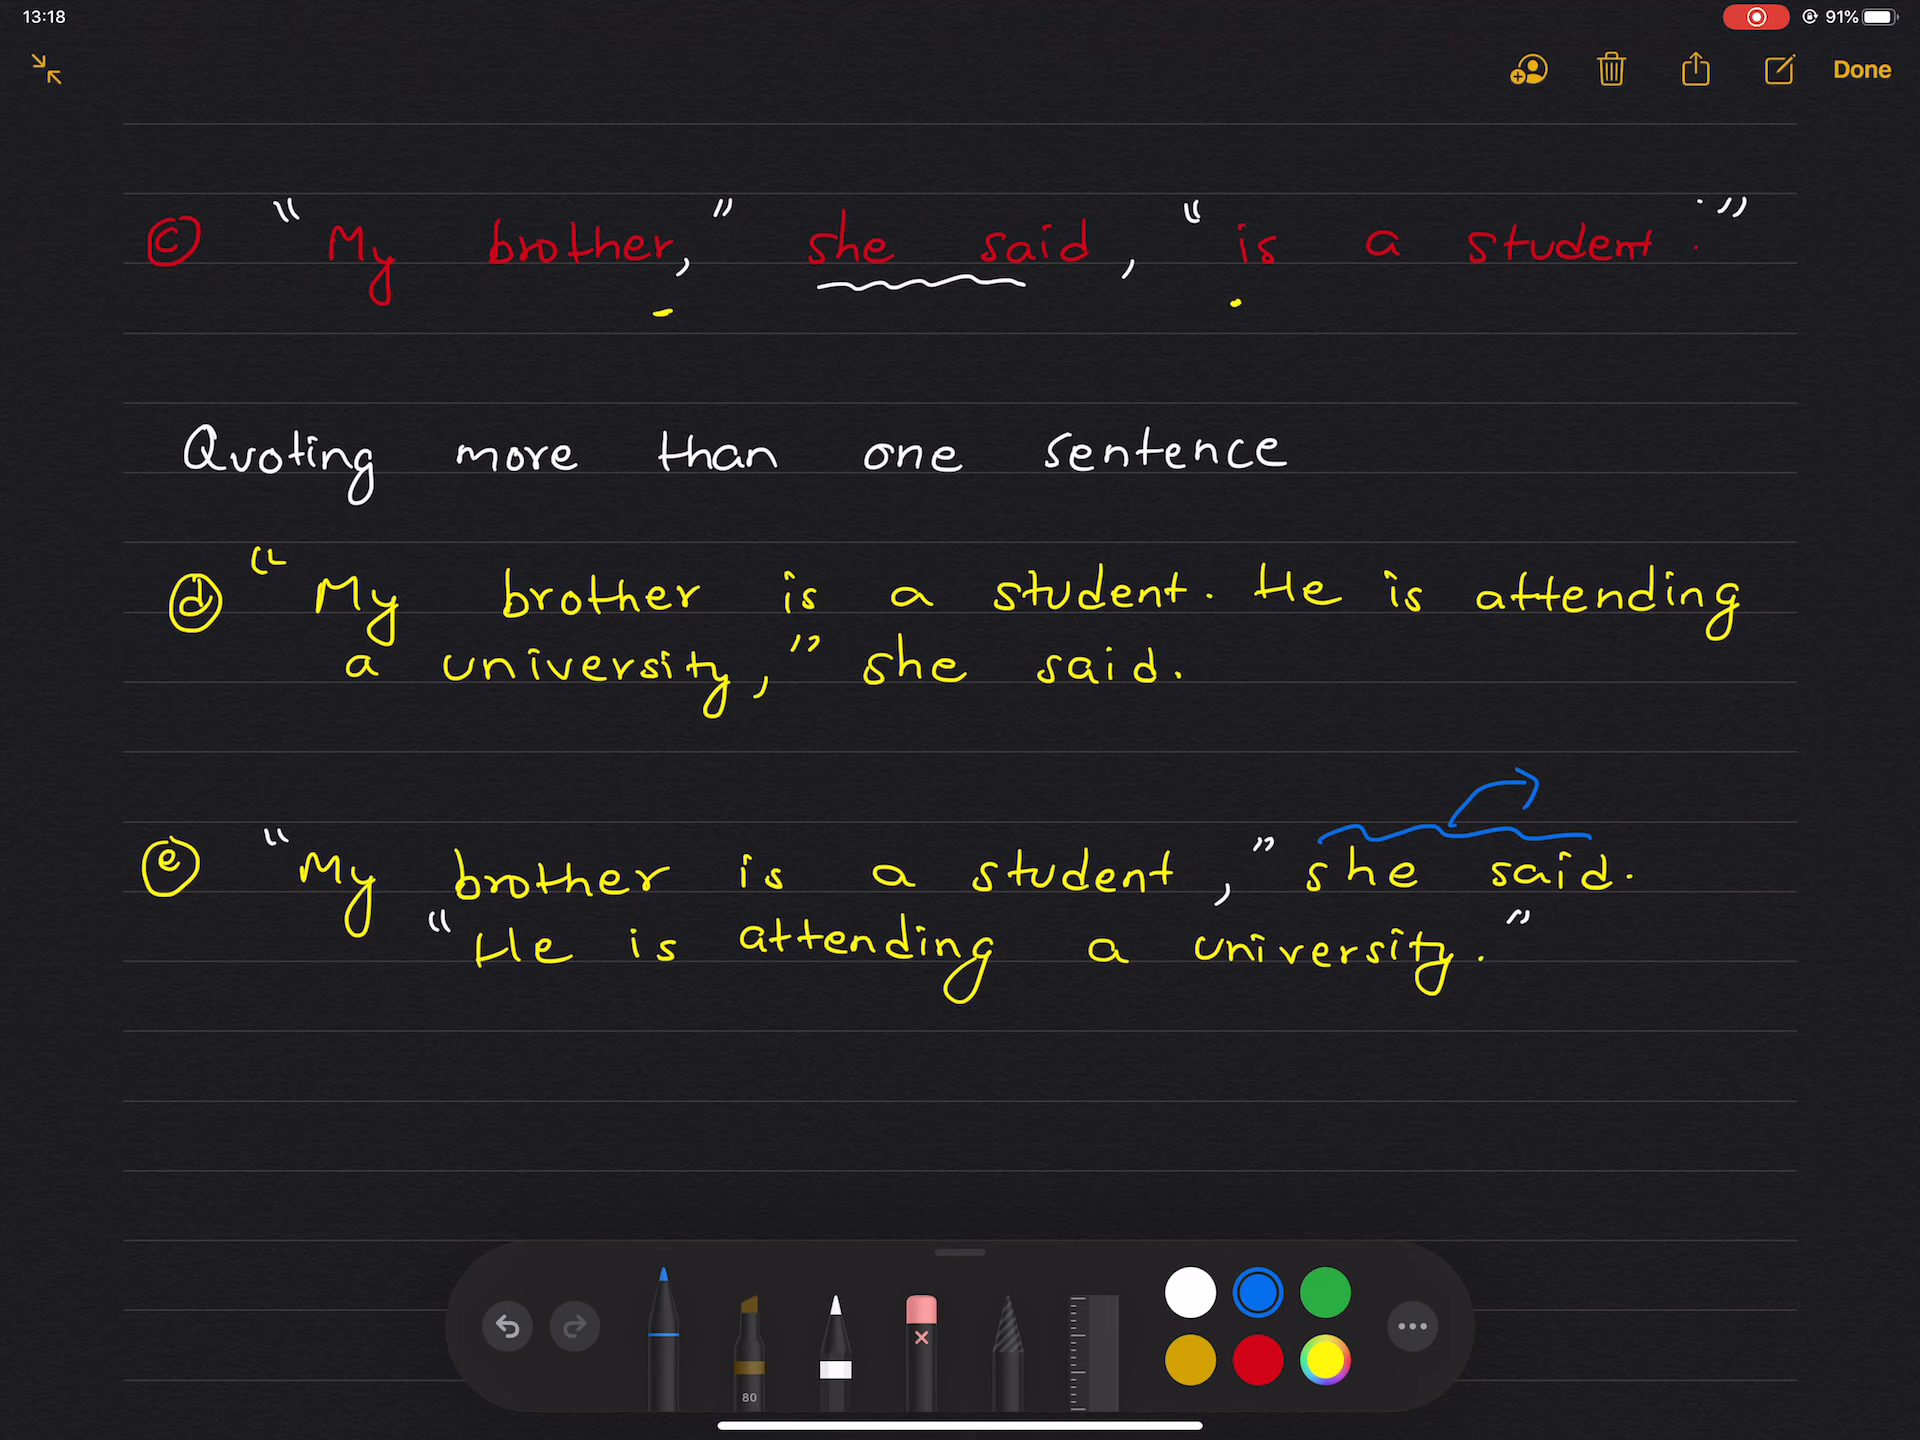 13:18
91%
Done
ⓒ "My brother," she said, "is a student."
Quoting more than one sentence
ⓓ "My brother is a student. He is attending
a university," she said.
ⓔ "My brother is a student," she said.
"He is attending a university."
80